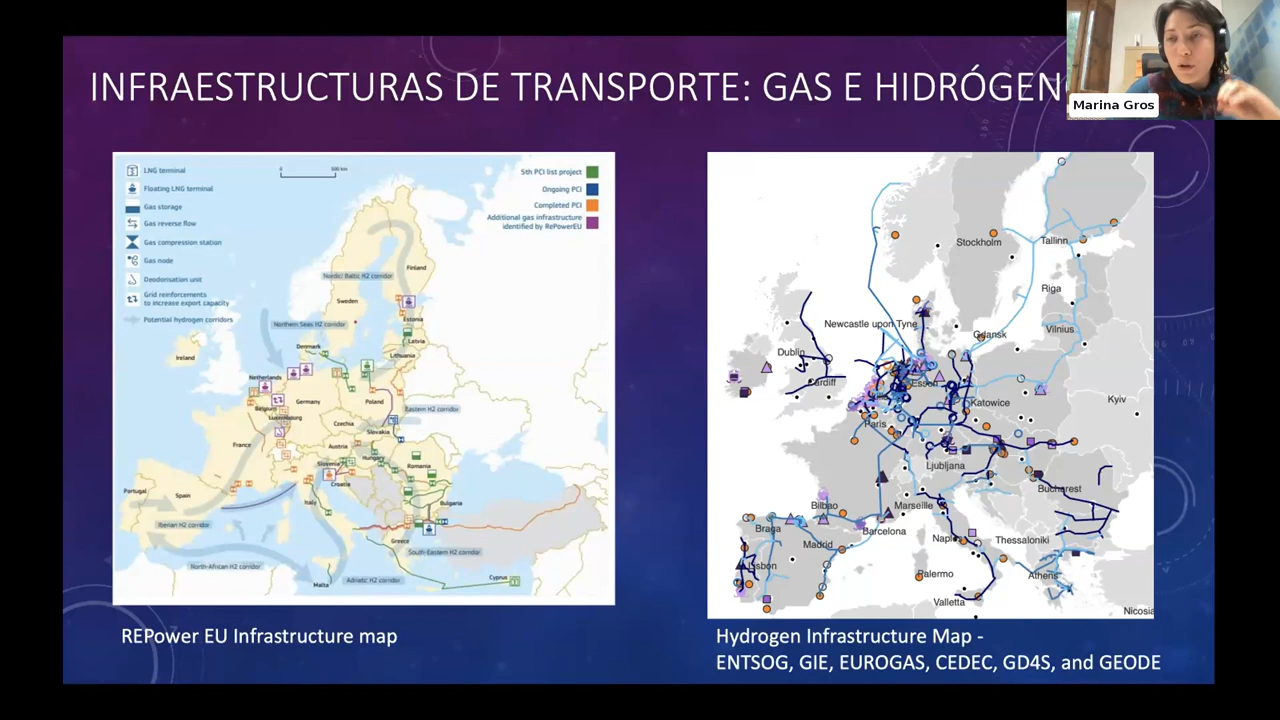 INFRAESTRUCTURAS DE TRANSPORTE: GAS E HIDRÓGEN
Marina Gros
LNG terminal
Floating LNG terminal
Gas storage
Gas reverse flow
Gas compression station
Gas node
Deodorisation unit
Grid reinforcements
to increase export capacity
Potential hydrogen corridors
0
500 km
5th PCI list project
Ongoing PCI
Completed PCI
Additional gas infrastructure
identified by RePowerEU
Nordic-Baltic H2 corridor
Finland
Sweden
Northern Seas H2 corridor
Estonia
Latvia
Denmark
Lithuania
Ireland
Netherlands
Belgium
Germany
Poland
Luxembourg
Eastern H2 corridor
Czechia
Slovakia
France
Austria
Hungary
Slovenia
Romania
Croatia
Portugal
Spain
Italy
Bulgaria
Iberian H2 corridor
Greece
South-Eastern H2 corridor
North-African H2 corridor
Malta
Adriatic H2 corridor
Cyprus
Stockholm
Tallinn
Riga
Newcastle upon Tyne
Vilnius
Gdansk
Dublin
Cardiff
Essen
Lille
Katowice
Kyiv
Paris
Ljubljana
Bucharest
Bilbao
Marseille
Braga
Barcelona
Madrid
Naples
Thessaloniki
Lisbon
Palermo
Athens
Valletta
Nicosia
REPower EU Infrastructure map
Hydrogen Infrastructure Map -
ENTSOG, GIE, EUROGAS, CEDEC, GD4S, and GEODE